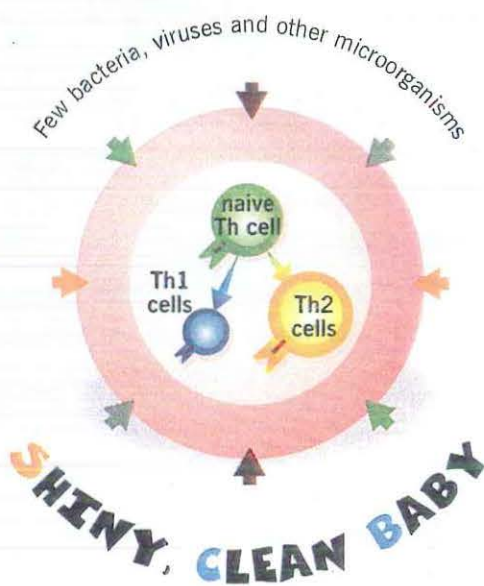 Few bacteria, viruses and other microorganisms
naive
Th cell
Th1
cells
Th2
cells
SHINY, CLEAN BABY